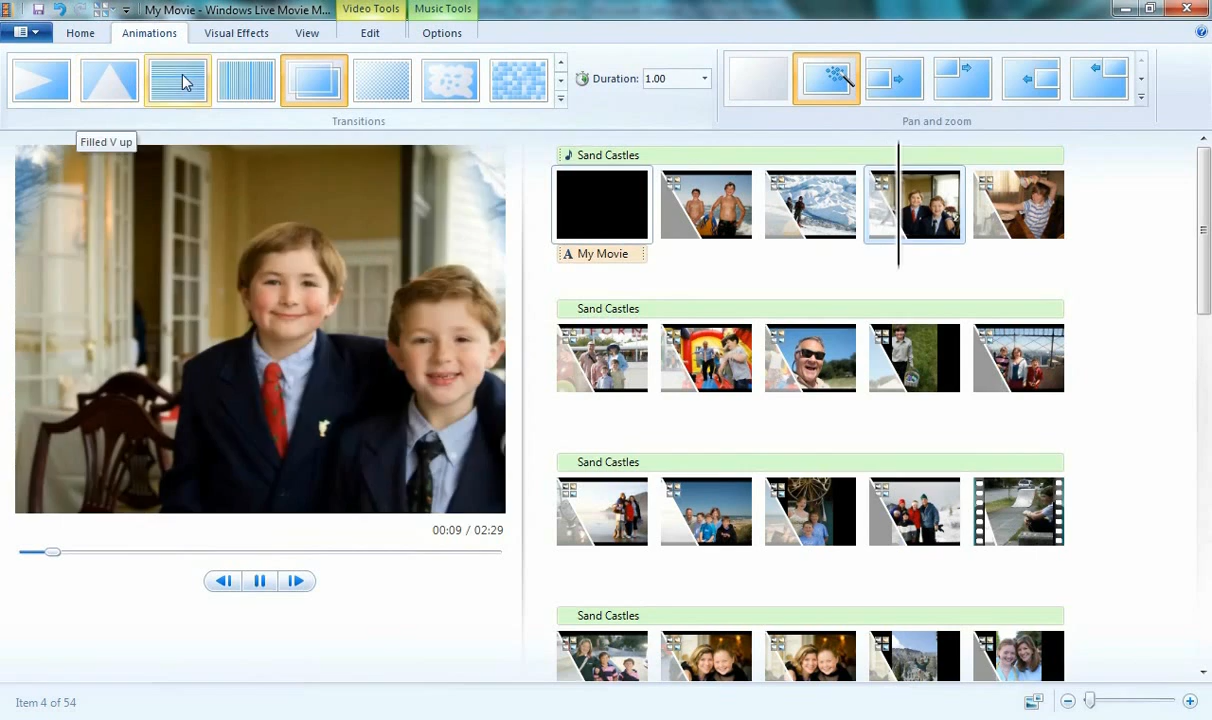 My Movie - Windows Live Movie M...
Video Tools
Music Tools
Home
Animations
Visual Effects
View
Edit
Options
Duration: 1.00
Transitions
Pan and zoom
Filled V up
Sand Castles
A My Movie
Sand Castles
Sand Castles
Sand Castles
00:09 / 02:29
Item 4 of 54